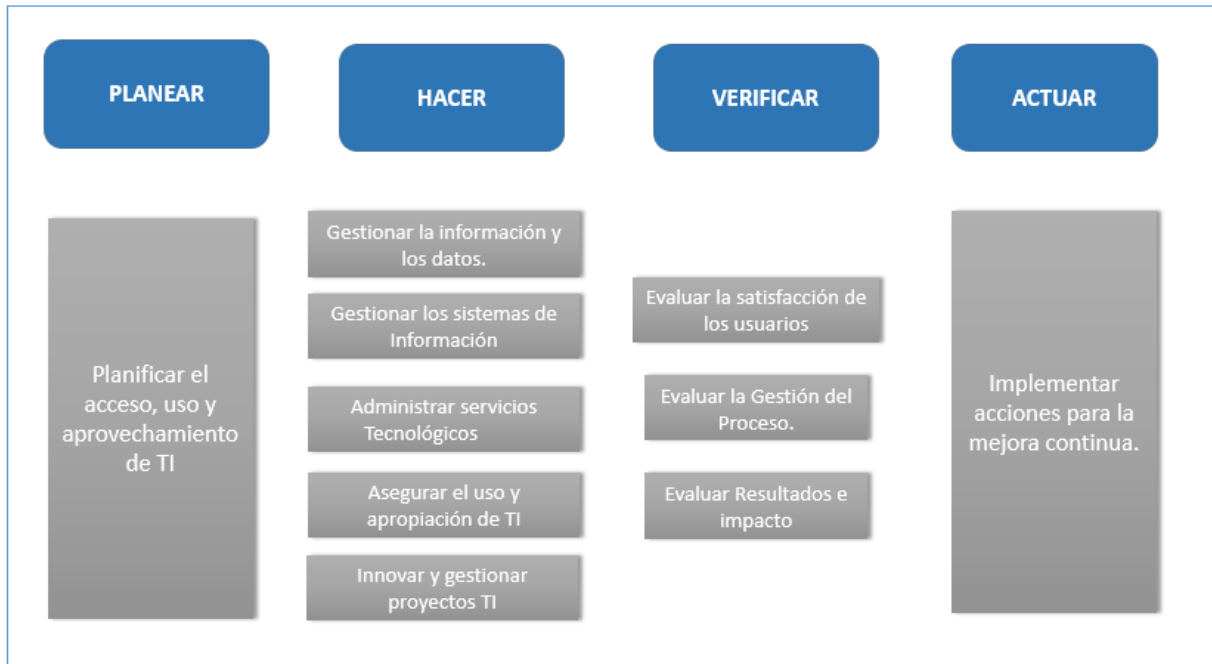 PLANEAR
HACER
VERIFICAR
ACTUAR
Planificar el
acceso, uso y
aprovechamiento
de TI
Gestionar la información y
los datos.
Gestionar los sistemas de
Información
Administrar servicios
Tecnológicos
Asegurar el uso y
apropiación de TI
Innovar y gestionar
proyectos TI
Evaluar la satisfacción de
los usuarios
Evaluar la Gestión del
Proceso.
Evaluar Resultados e
impacto
Implementar
acciones para la
mejora continua.